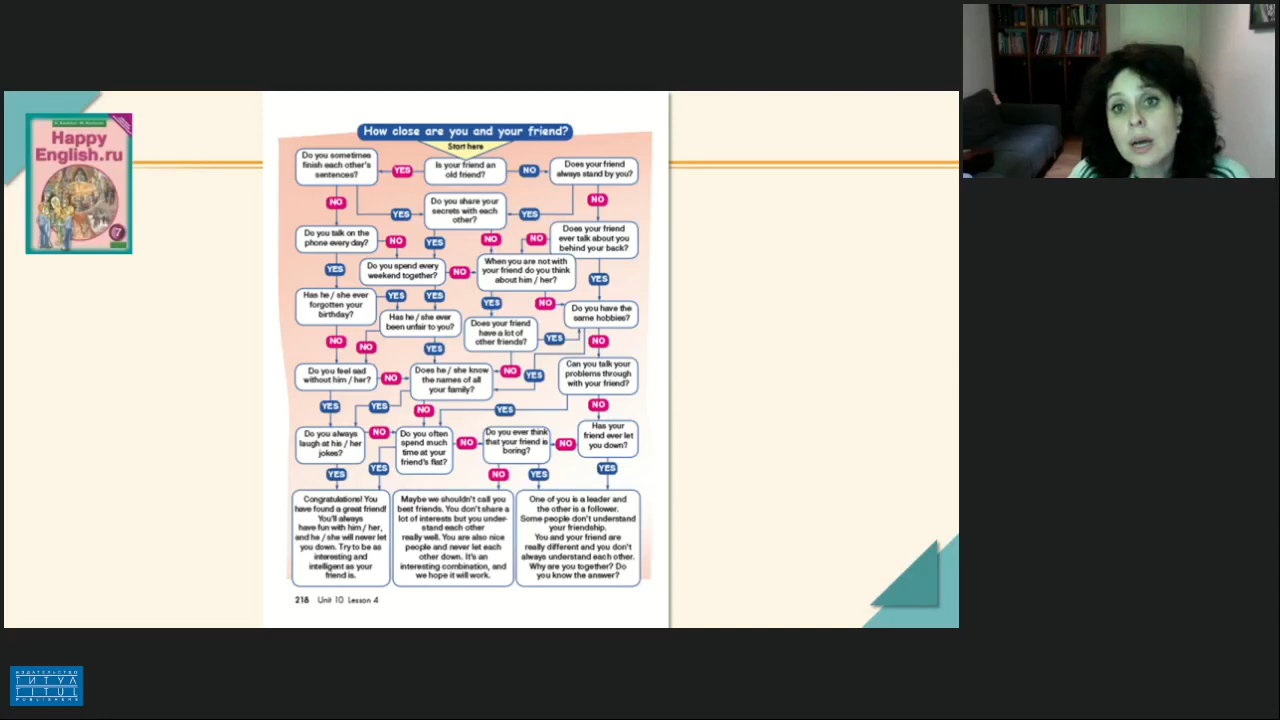 Happy
English.ru
7
How close are you and your friend?
Start here
Do you sometimes
finish each other's
sentences?
YES
Is your friend an
old friend?
NO
Does your friend
always stand by you?
NO
YES
Do you share your
secrets with each
other?
YES
NO
Do you talk on the
phone every day?
NO
YES
NO
NO
Does your friend
ever talk about you
behind your back?
YES
Do you spend every
weekend together?
NO
When you are not with
your friend do you think
about him / her?
YES
Has he / she ever
forgotten your
birthday?
YES
YES
YES
NO
Do you have the
same hobbies?
Has he / she ever
been unfair to you?
Does your friend
have a lot of
other friends?
YES
NO
NO
NO
YES
Do you feel sad
without him / her?
NO
Does he / she know
the names of all
your family?
NO
YES
Can you talk your
problems through
with your friend?
YES
YES
NO
YES
NO
Do you always
laugh at his / her
jokes?
NO
Do you often
spend much
time at your
friend's flat?
NO
Do you ever think
that your friend is
boring?
NO
Has your
friend ever let
you down?
YES
YES
NO
YES
YES
Congratulations! You
have found a great friend!
You'll always
have fun with him / her,
and he / she will never let
you down. Try to be as
interesting and
intelligent as your
friend is.
Maybe we shouldn't call you
best friends. You don't share a
lot of interests but you under-
stand each other
really well. You are also nice
people and never let each
other down. It's an
interesting combination, and
we hope it will work.
One of you is a leader and
the other is a follower.
Some people don't understand
your friendship.
You and your friend are
really different and you don't
always understand each other.
Why are you together? Do
you know the answer?
218 Unit 10 Lesson 4
ИЗДАТЕЛЬСТВО
ТИТУЛ
TITUL
PUBLISHERS